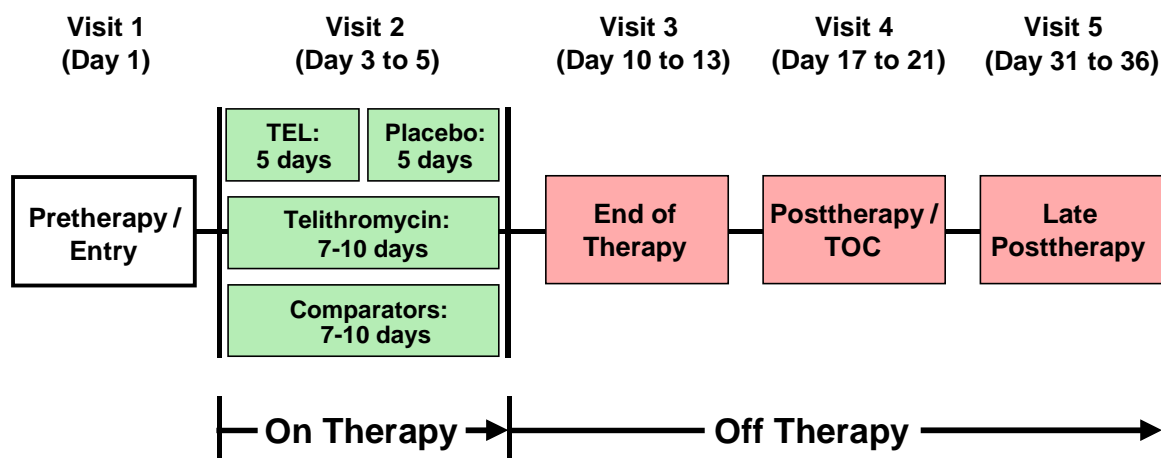 Visit 1
(Day 1)
Visit 2
(Day 3 to 5)
Visit 3
(Day 10 to 13)
Visit 4
(Day 17 to 21)
Visit 5
(Day 31 to 36)
Pretherapy /
Entry
TEL:
5 days
Placebo:
5 days
Telithromycin:
7-10 days
Comparators:
7-10 days
End of
Therapy
Posttherapy /
TOC
Late
Posttherapy
On Therapy
Off Therapy